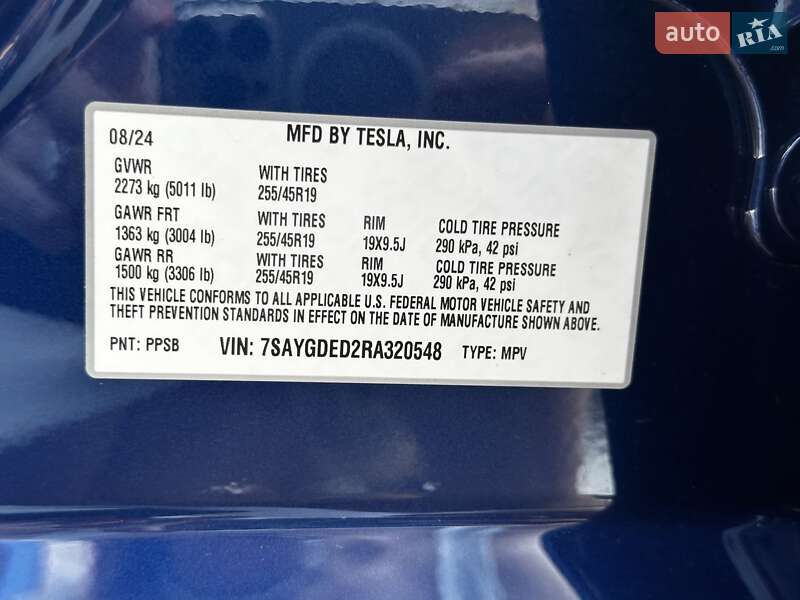 auto RIA .com
08/24 MFD BY TESLA, INC.
GVWR
2273 kg (5011 lb) WITH TIRES 255/45R19
GAWR FRT
1363 kg (3004 lb) WITH TIRES 255/45R19 RIM 19X9.5J COLD TIRE PRESSURE 290 kPa, 42 psi
GAWR RR
1500 kg (3306 lb) WITH TIRES 255/45R19 RIM 19X9.5J COLD TIRE PRESSURE 290 kPa, 42 psi
THIS VEHICLE CONFORMS TO ALL APPLICABLE U.S. FEDERAL MOTOR VEHICLE SAFETY AND
THEFT PREVENTION STANDARDS IN EFFECT ON THE DATE OF MANUFACTURE SHOWN ABOVE.
PNT: PPSB VIN: 7SAYGDED2RA320548 TYPE: MPV